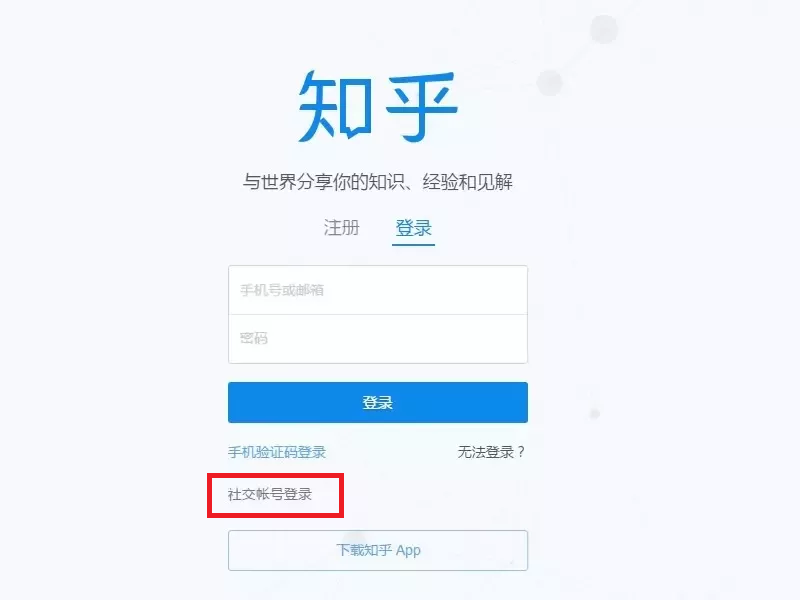 知乎
与世界分享你的知识、经验和见解
注册 登录
手机号或邮箱
密码
登录
手机验证码登录 无法登录？
社交帐号登录
下载知乎 App